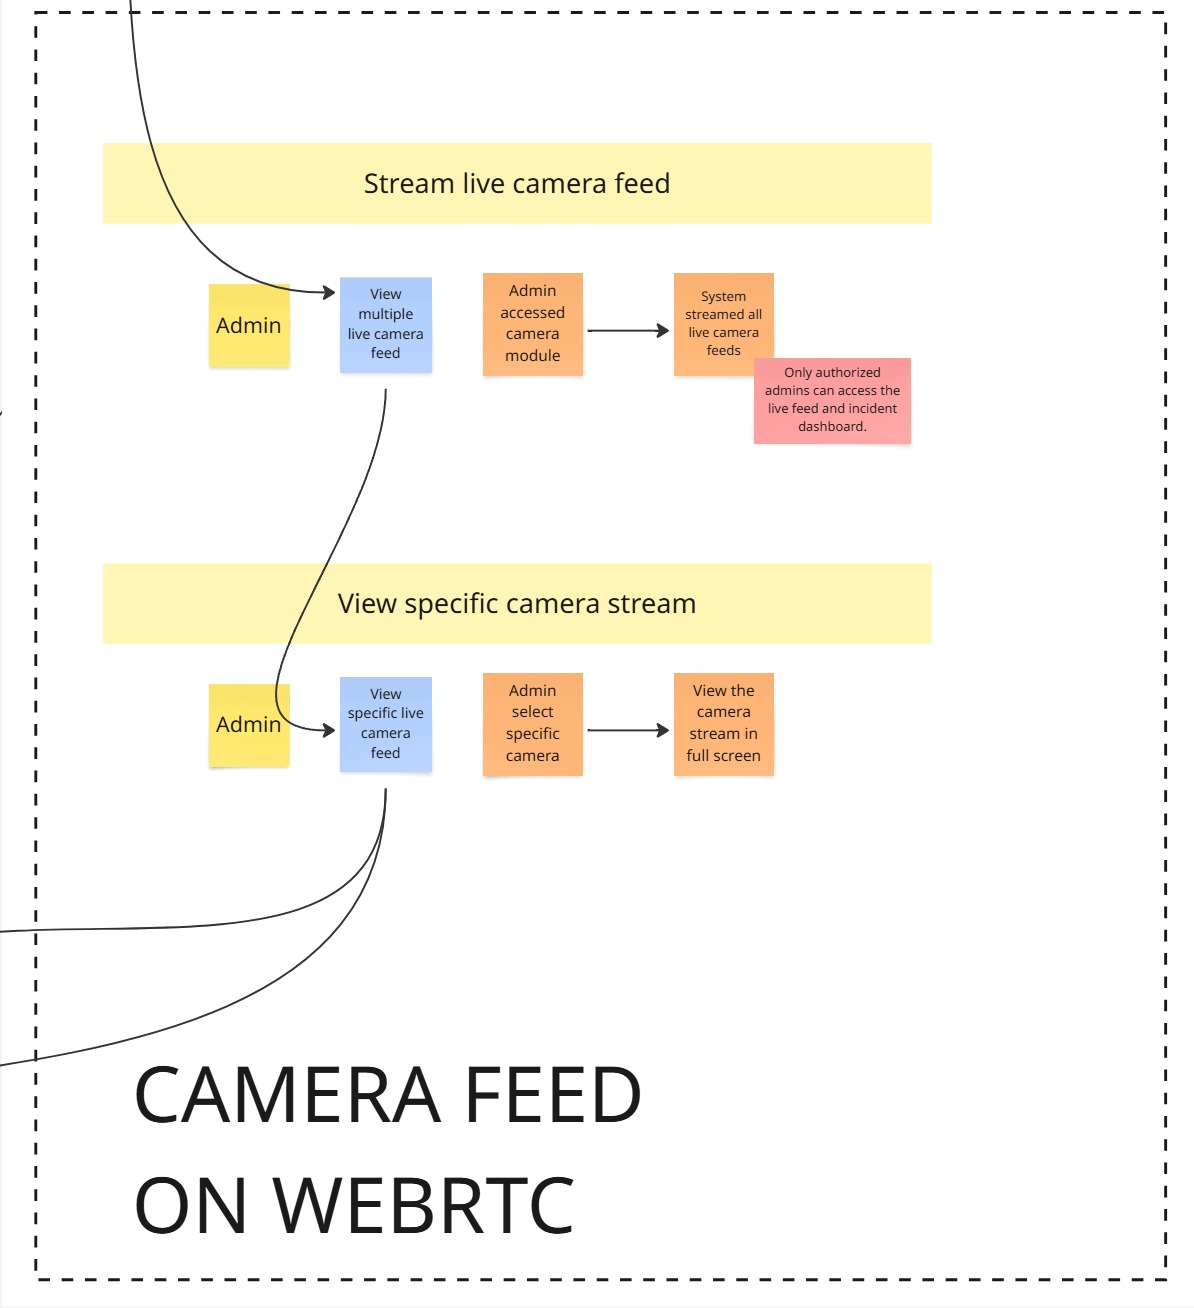 Stream live camera feed
Admin
View
multiple
live camera
feed
Admin
accessed
camera
module
System
streamed all
live camera
feeds
Only authorized
admins can access the
live feed and incident
dashboard.
View specific camera stream
Admin
View
specific live
camera
feed
Admin
select
specific
camera
View the
camera
stream in
full screen
CAMERA FEED
ON WEBRTC